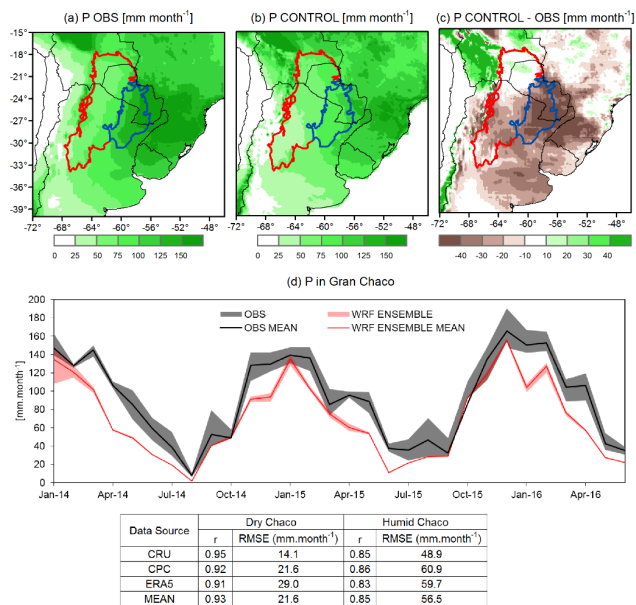 (a) P OBS [mm month⁻¹] (b) P CONTROL [mm month⁻¹] (c) P CONTROL - OBS [mm month⁻¹]
-15°
-18°
-21°
-24°
-27°
-30°
-33°
-36°
-39°
-72° -68° -64° -60° -56° -52° -48°
-72° -68° -64° -60° -56° -52° -48°
-72° -68° -64° -60° -56° -52° -48°
0 25 50 75 100 125 150
0 25 50 75 100 125 150
-40 -30 -20 -10 10 20 30 40
(d) P in Gran Chaco
OBS WRF ENSEMBLE
OBS MEAN WRF ENSEMBLE MEAN
[mm.month⁻¹]
200
180
160
140
120
100
80
60
40
20
0
Jan-14 Apr-14 Jul-14 Oct-14 Jan-15 Apr-15 Jul-15 Oct-15 Jan-16 Apr-16
Data Source Dry Chaco Humid Chaco
r RMSE (mm.month⁻¹) r RMSE (mm.month⁻¹)
CRU 0.95 14.1 0.85 48.9
CPC 0.92 21.6 0.86 60.9
ERA5 0.91 29.0 0.83 59.7
MEAN 0.93 21.6 0.85 56.5